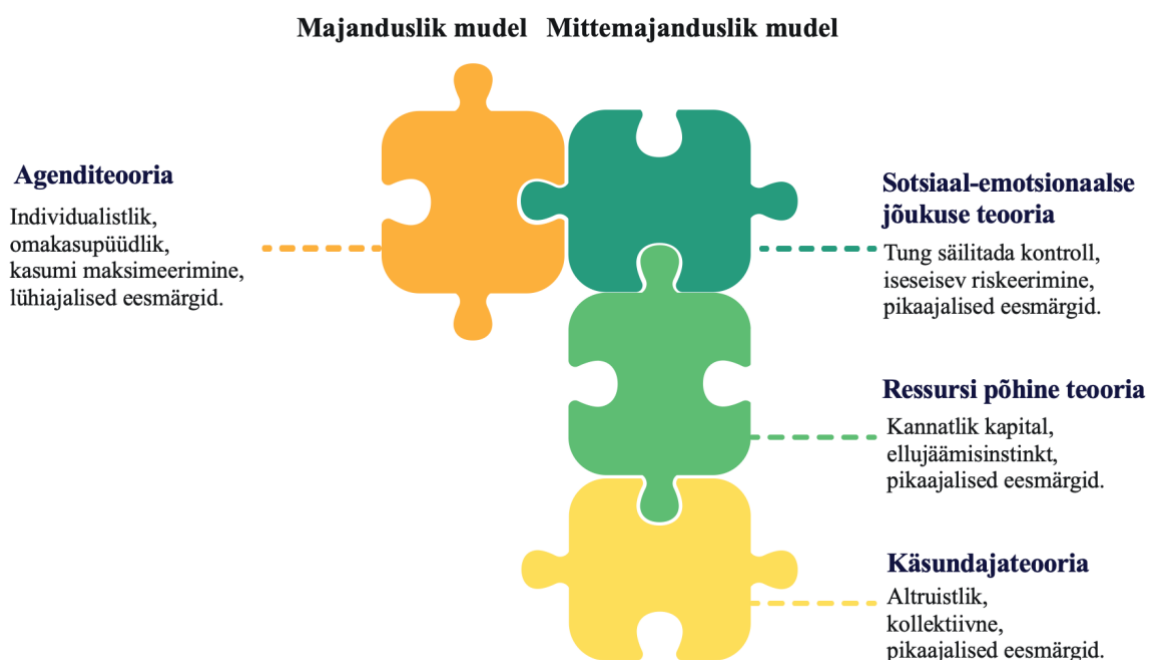 Majanduslik mudel Mittemajanduslik mudel
Agenditeooria
Individualistlik,
omakasupüüdlik,
kasumi maksimeerimine,
lühiajalised eesmärgid.
Sotsiaal-emotsionaalse
jõukuse teooria
Tung säilitada kontroll,
iseseisev riskeerimine,
pikaajalised eesmärgid.
Ressursi põhine teooria
Kannatlik kapital,
ellujäämisinstinkt,
pikaajalised eesmärgid.
Käsundajateooria
Altruistlik,
kollektiivne,
pikaajalised eesmärgid.